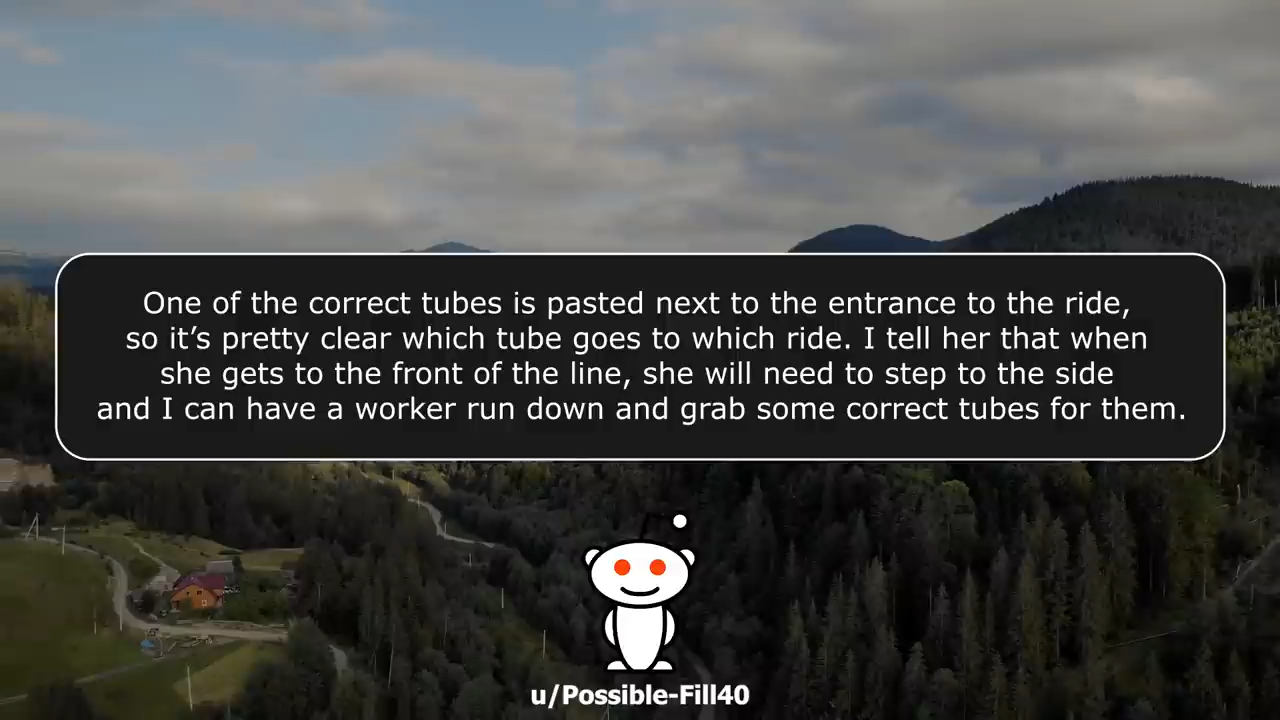 One of the correct tubes is pasted next to the entrance to the ride,
so it’s pretty clear which tube goes to which ride. I tell her that when
she gets to the front of the line, she will need to step to the side
and I can have a worker run down and grab some correct tubes for them.
u/Possible-Fill40